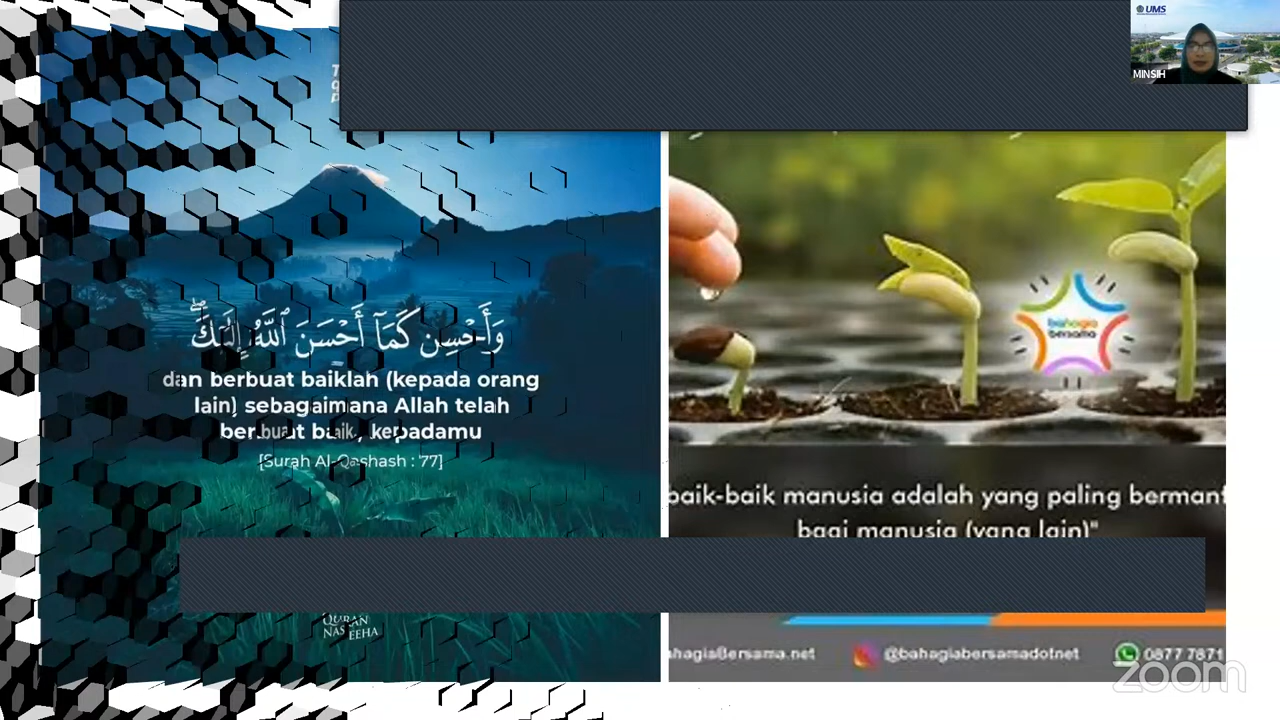 UMS
MINSIH
وَأَحْسِن كَمَآ أَحْسَنَ ٱللَّهُ إِلَيْكَ ۖ
dan berbuat baiklah (kepada orang
lain) sebagaimana Allah telah
berbuat baik, kepadamu
[Surah Al-Qashash : 77]
QURAN
NASEEHA
bahagia
bersama
baik-baik manusia adalah yang paling bermanf
bagi manusia (yang lain)"
ahagiaBersama.net
@bahagiabersamadotnet
0877 7871
zoom